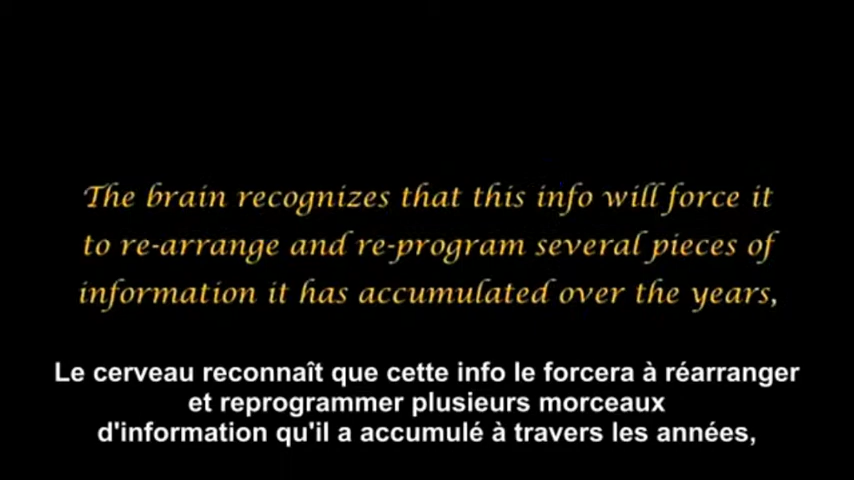 The brain recognizes that this info will force it
to re-arrange and re-program several pieces of
information it has accumulated over the years,
Le cerveau reconnaît que cette info le forcera à réarranger
et reprogrammer plusieurs morceaux
d'information qu'il a accumulé à travers les années,